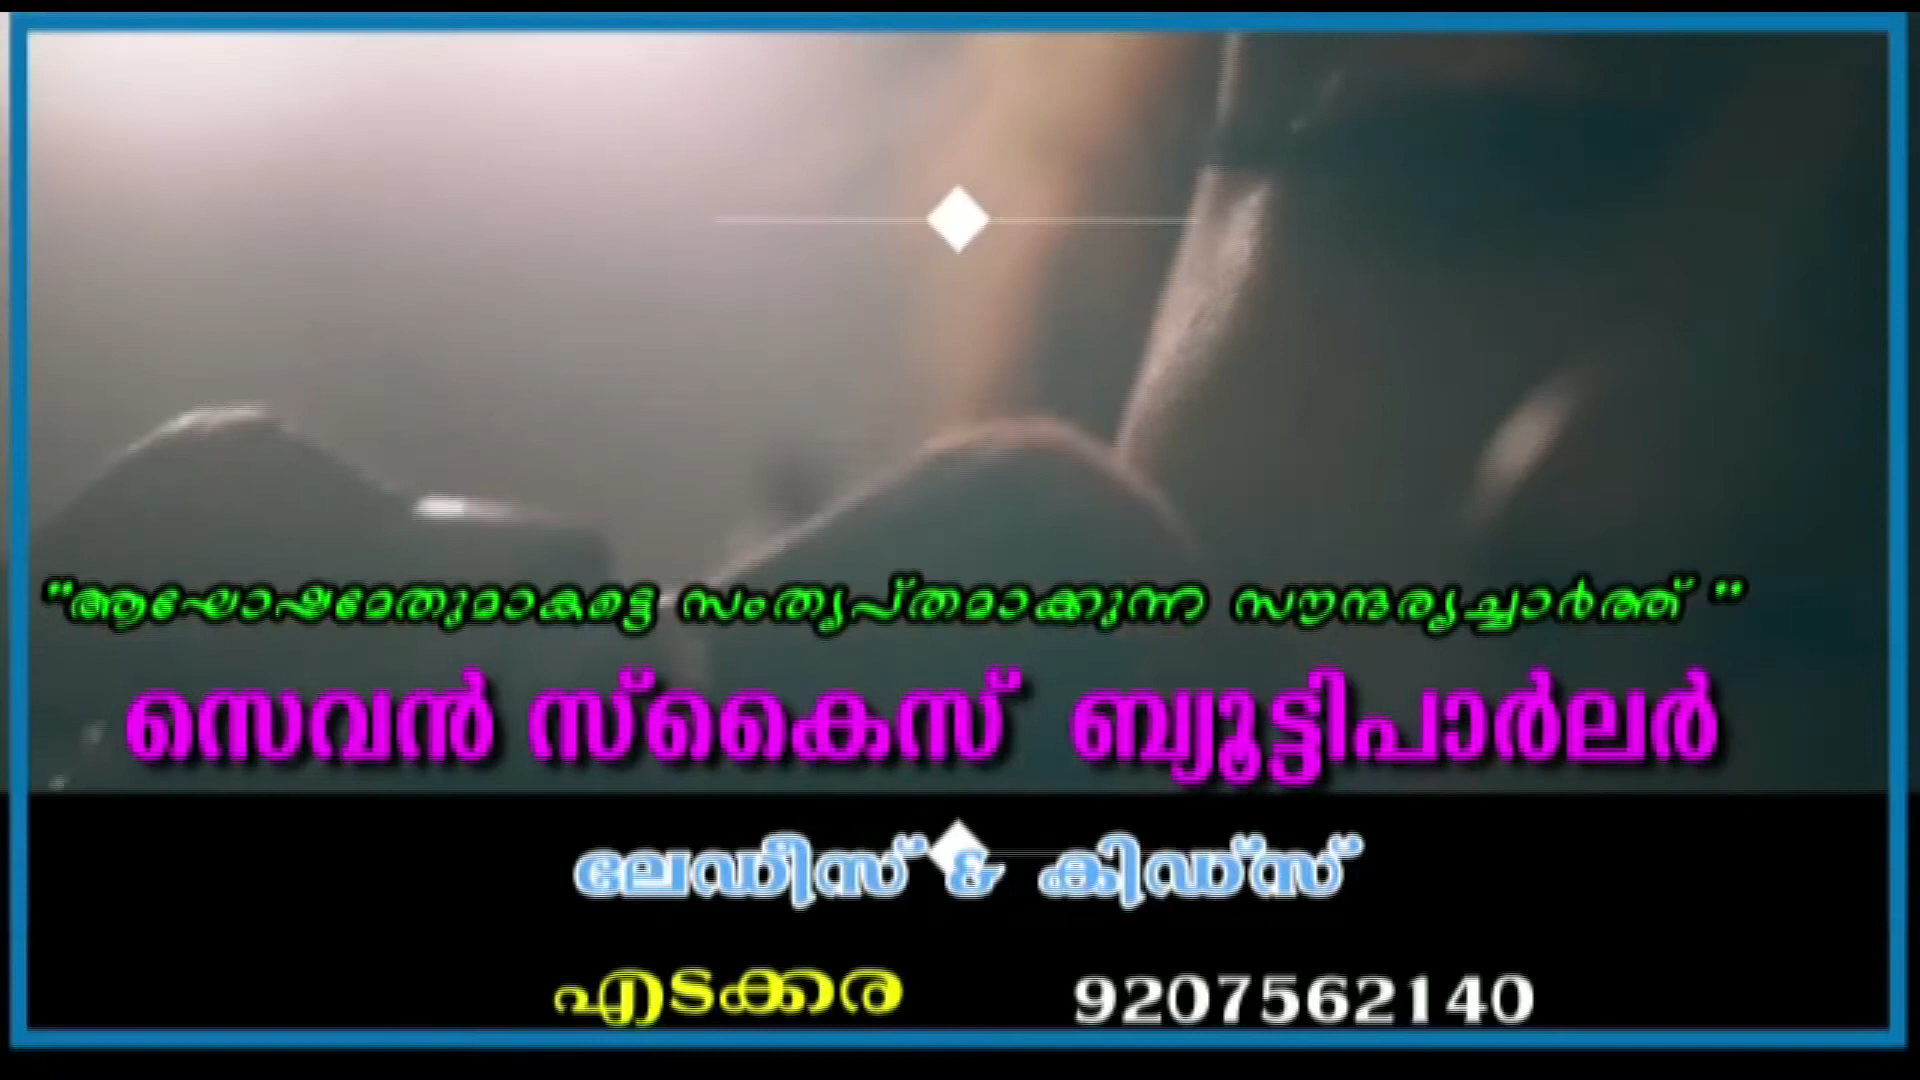 "ആഘോഷമേതുമാകട്ടെ സംതൃപ്തമാക്കുന്ന സൗന്ദര്യച്ചാർത്ത് "
സെവൻ സ്കൈസ് ബ്യൂട്ടിപാർലർ
ലേഡീസ് & കിഡ്സ്
എടക്കര 9207562140